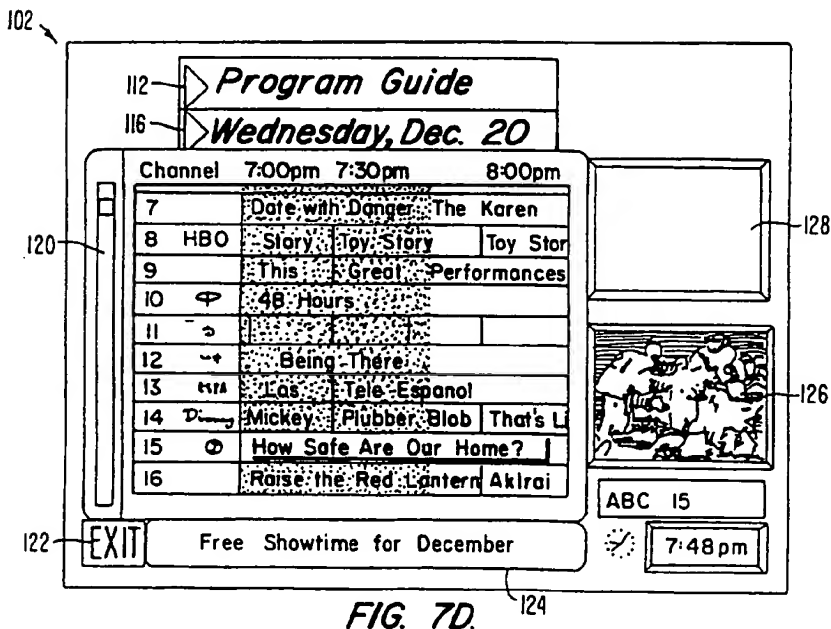 102
112 Program Guide
116 Wednesday, Dec. 20
Channel 7:00pm 7:30pm 8:00pm
7 Date with Danger The Karen
8 HBO Story Toy Story Toy Stor
9 This Great Performances
10 48 Hours
11
12 Being There
13 Las Tele Espanol
14 Mickey Plubber Blob That's Li
15 How Safe Are Our Home?
16 Raise the Red Lantern Akirai
120
128
126
ABC 15
122 EXIT Free Showtime for December
7:48pm
124
FIG. 7D.